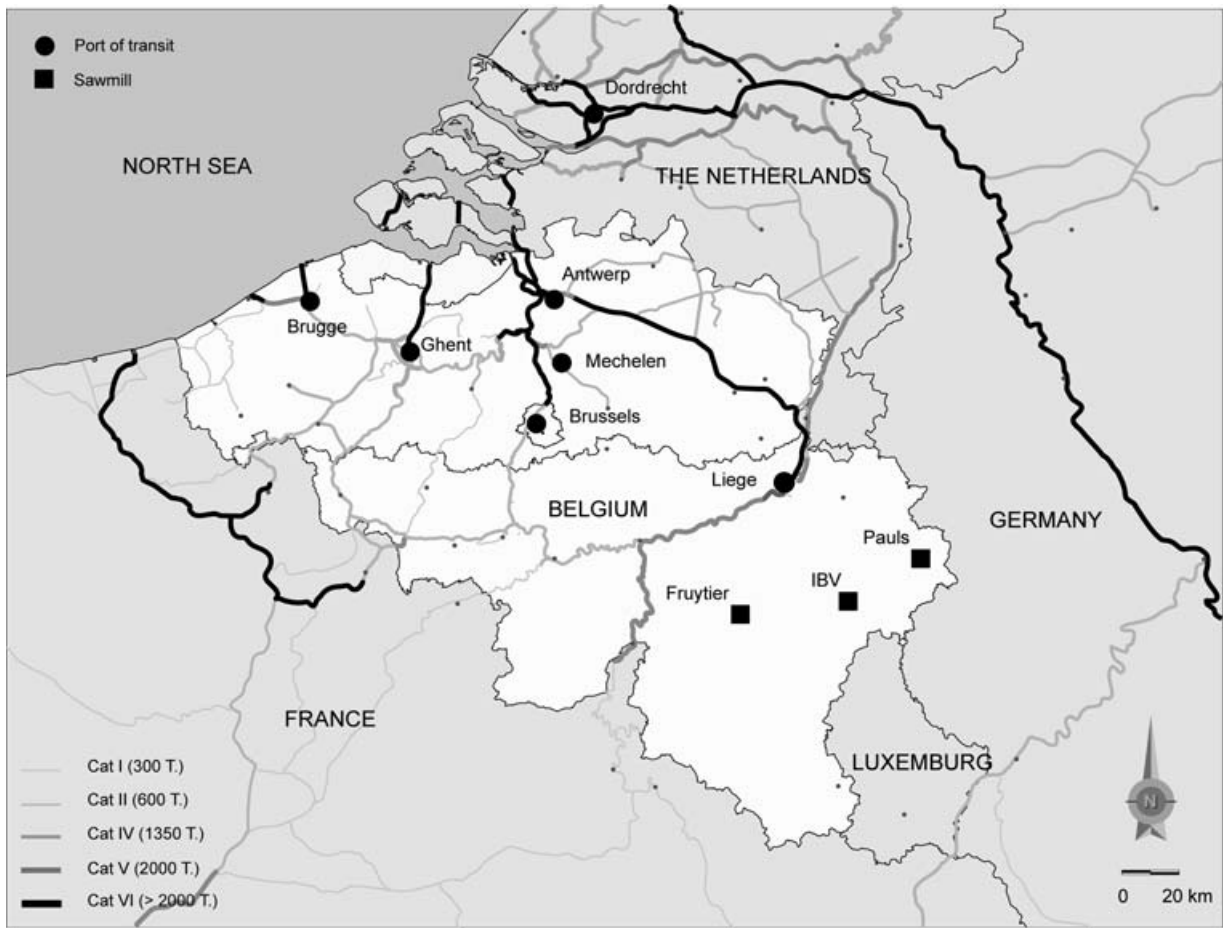 Port of transit
Sawmill
Dordrecht
NORTH SEA
THE NETHERLANDS
Antwerp
Brugge
Ghent
Mechelen
Brussels
Liege
BELGIUM
GERMANY
Pauls
IBV
Fruytier
FRANCE
LUXEMBURG
Cat I (300 T.)
Cat II (600 T.)
Cat IV (1350 T.)
Cat V (2000 T.)
Cat VI (> 2000 T.)
N
0 20 km